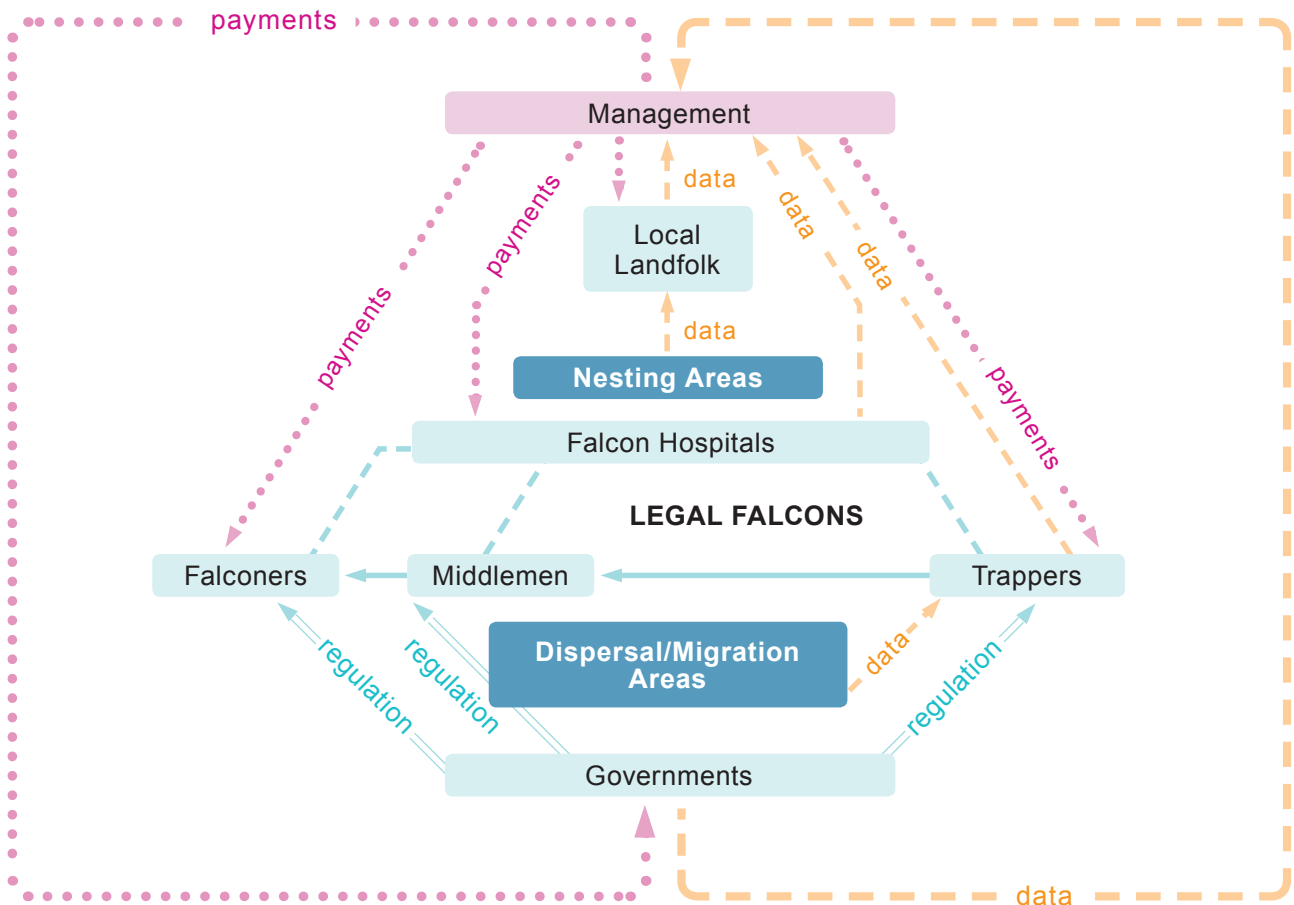 payments
Management
data
data
data
payments
Local
Landfolk
payments
data
payments
Nesting Areas
payments
Falcon Hospitals
LEGAL FALCONS
Falconers
Middlemen
Trappers
Dispersal/Migration
Areas
data
regulation
regulation
regulation
Governments
data